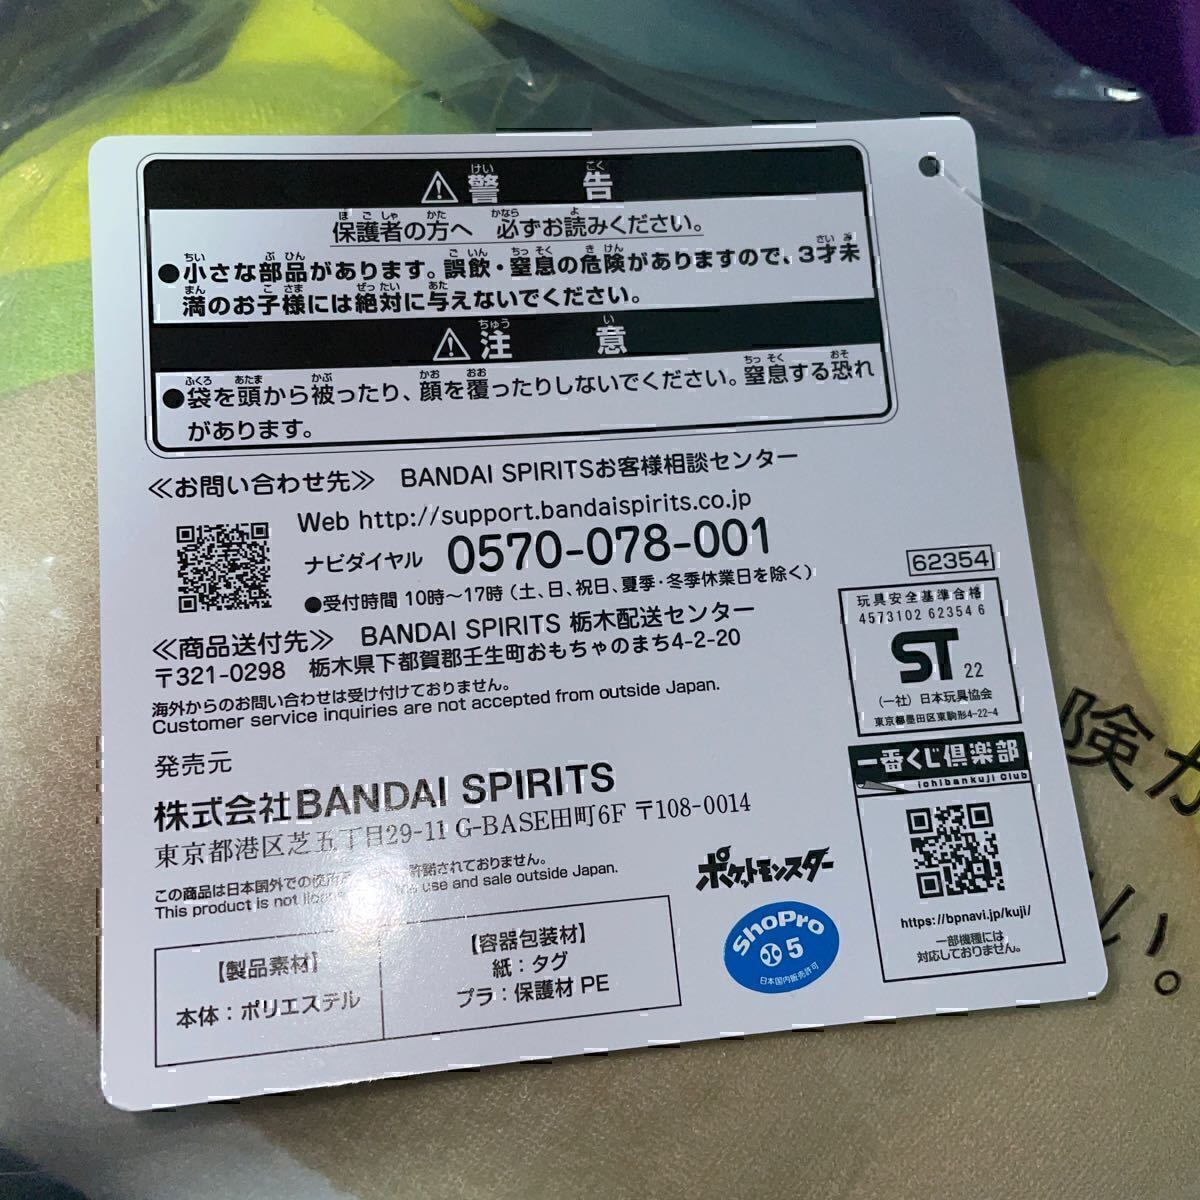 ⚠警告
保護者の方へ 必ずお読みください。
●小さな部品があります。誤飲・窒息の危険がありますので、3才未
満のお子様には絶対に与えないでください。
⚠注意
●袋を頭から被ったり、顔を覆ったりしないでください。窒息する恐れ
があります。
≪お問い合わせ先≫ BANDAI SPIRITSお客様相談センター
Web http://support.bandaispirits.co.jp
ナビダイヤル 0570-078-001
●受付時間 10時～17時（土、日、祝日、夏季・冬季休業日を除く）
≪商品送付先≫ BANDAI SPIRITS 栃木配送センター
〒321-0298 栃木県下都賀郡壬生町おもちゃのまち4-2-20
海外からのお問い合わせは受け付けておりません。
Customer service inquiries are not accepted from outside Japan.
発売元
株式会社BANDAI SPIRITS
東京都港区芝五丁目29-11 G-BASE田町6F 〒108-0014
この商品は日本国外での使用 許諾されておりません。
This product is not the use and sale outside Japan.
【製品素材】
本体：ポリエステル
【容器包装材】
紙：タグ
プラ：保護材 PE
62354
玩具安全基準合格
4573102 62354 6
ST 22
（一社）日本玩具協会
東京都墨田区東駒形4-22-4
一番くじ倶楽部
ichibankuji Club
https://bpnavi.jp/kuji/
一部機種には
対応しておりません。
ポケットモンスター
ShoPro
5
日本国内販売許可
険が
い。